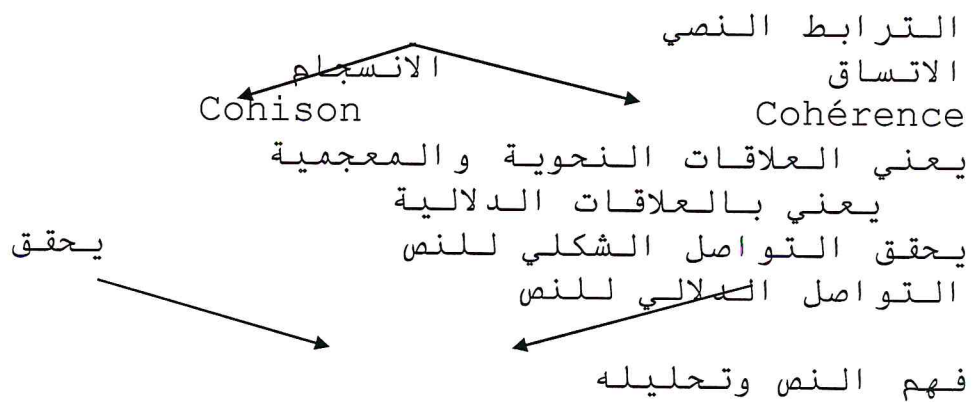 الترابط النصي
الاتساق الانسجام
Cohérence Cohison
يعني العلاقات النحوية والمعجمية
يعني بالعلاقات الدلالية
يحقق التواصل الشكلي للنص يحقق
التواصل الدلالي للنص
فهم النص وتحليله